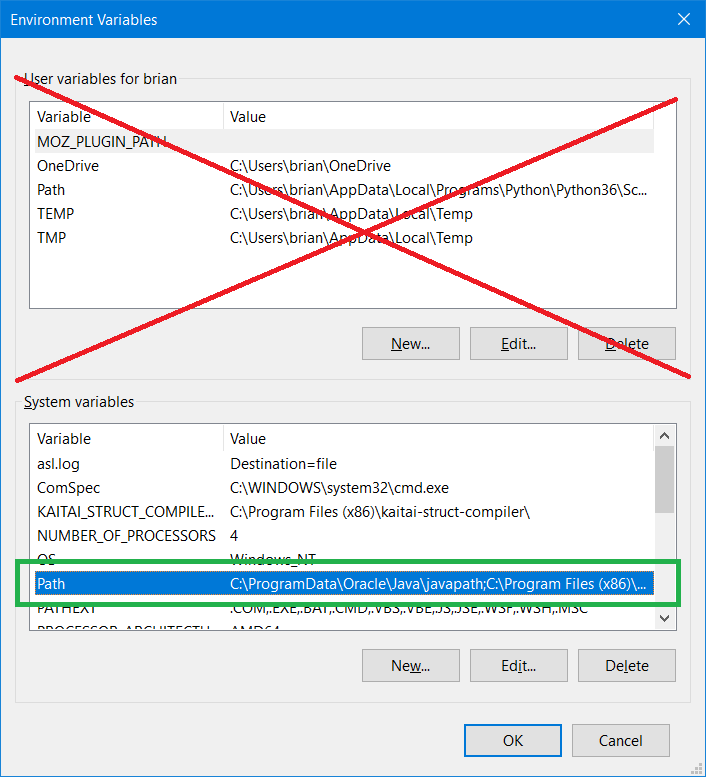 Environment Variables
User variables for brian
Variable Value
MOZ_PLUGIN_PATH
OneDrive C:\Users\brian\OneDrive
Path C:\Users\brian\AppData\Local\Programs\Python\Python36\Sc...
TEMP C:\Users\brian\AppData\Local\Temp
TMP C:\Users\brian\AppData\Local\Temp
New... Edit... Delete
System variables
Variable Value
asl.log Destination=file
ComSpec C:\WINDOWS\system32\cmd.exe
KAITAI_STRUCT_COMPILE... C:\Program Files (x86)\kaitai-struct-compiler\
NUMBER_OF_PROCESSORS 4
OS Windows_NT
Path C:\ProgramData\Oracle\Java\javapath;C:\Program Files (x86)\...
PATHEXT .COM;.EXE;.BAT;.CMD;.VBS;.VBE;.JS;.JSE;.WSF;.WSH;.MSC
PROCESSOR_ARCHITECTU... AMD64
New... Edit... Delete
OK Cancel